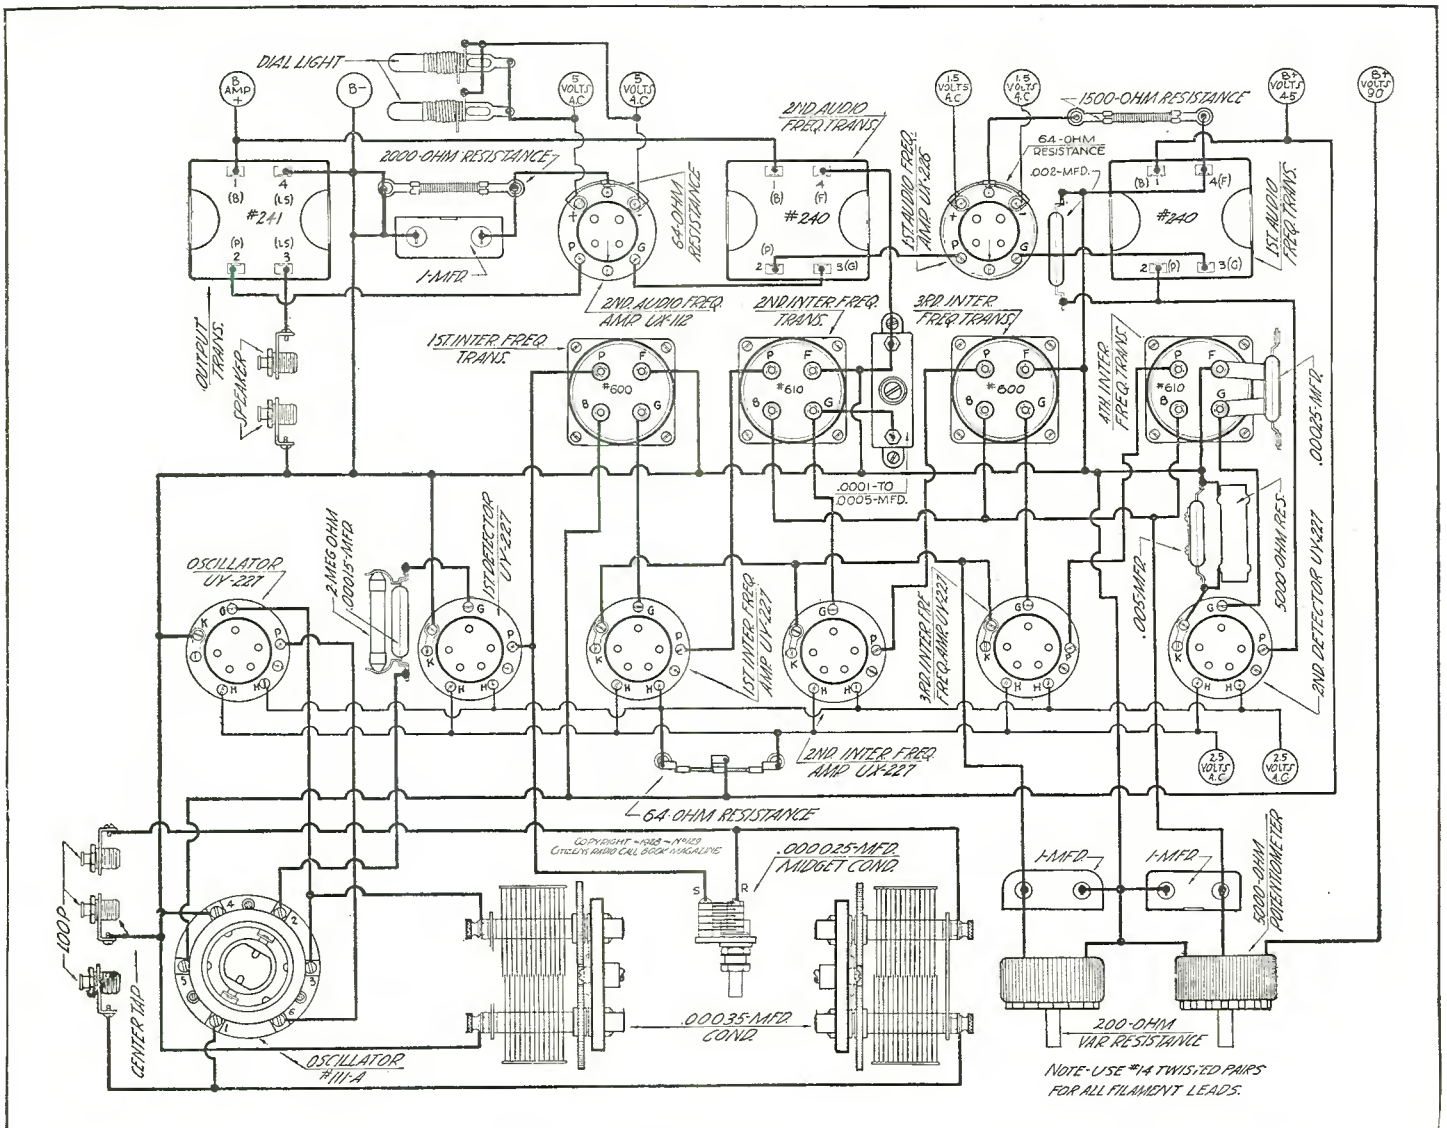 DIAL LIGHT
B
AMP
+
B-
5
VOLTS
A.C
5
VOLTS
A.C
1.5
VOLTS
A.C
1.5
VOLTS
A.C
B+
VOLTS
45
B+
VOLTS
90
2ND. AUDIO
FREQ. TRANS.
1500-OHM RESISTANCE
64-OHM
RESISTANCE
.002-MFD.
2000-OHM RESISTANCE
64-OHM
RESISTANCE
1ST. AUDIO FREQ.
AMP. UX-226
1ST. AUDIO
FREQ. TRANS.
1
(B)
4
(LS)
#241
(P)
2
(LS)
3
1-MFD.
+
-
P
G
1
(B)
4
(F)
#240
(P)
2
3(G)
+
-
P
G
(B)
1
4(F)
#240
2
(P)
3(G)
OUTPUT
TRANS.
SPEAKER
2ND. AUDIO FREQ.
AMP. UX-112
1ST. INTER. FREQ.
TRANS.
2ND. INTER. FREQ.
TRANS.
3RD. INTER.
FREQ. TRANS.
4TH. INTER.
FREQ. TRANS.
P
F
#600
B
G
P
F
#610
B
G
P
F
#600
B
G
P
F
#610
B
G
.00025-MFD.
.0001-TO
.0005-MFD.
OSCILLATOR
UY-227
2 MEG OHM
.00015-MFD.
1ST. DETECTOR
UY-227
1ST. INTER FREQ
AMP UY-227
3RD. INTER FRE
FREQ. AMP. UY-227
.005-MFD.
5000-OHM RES.
2ND. DETECTOR UY-227
K
G
P
H
H
G
P
K
H
H
G
P
K
H
H
G
P
K
H
H
G
P
K
H
H
G
P
K
H
H
2ND. INTER FREQ.
AMP UX-227
2.5
VOLTS
A.C
2.5
VOLTS
A.C
64-OHM RESISTANCE
COPYRIGHT - 1928 - Nº129
CITIZENS RADIO CALL BOOK MAGAZINE
.000025-MFD.
MIDGET COND.
S
R
1-MFD.
1-MFD.
5000-OHM
POTENTIOMETER
LOOP
CENTER TAP
4
2
5
3
1
6
OSCILLATOR
#111-A
.00035-MFD.
COND.
200-OHM
VAR RESISTANCE
NOTE-USE #14 TWISTED PAIRS
FOR ALL FILAMENT LEADS.